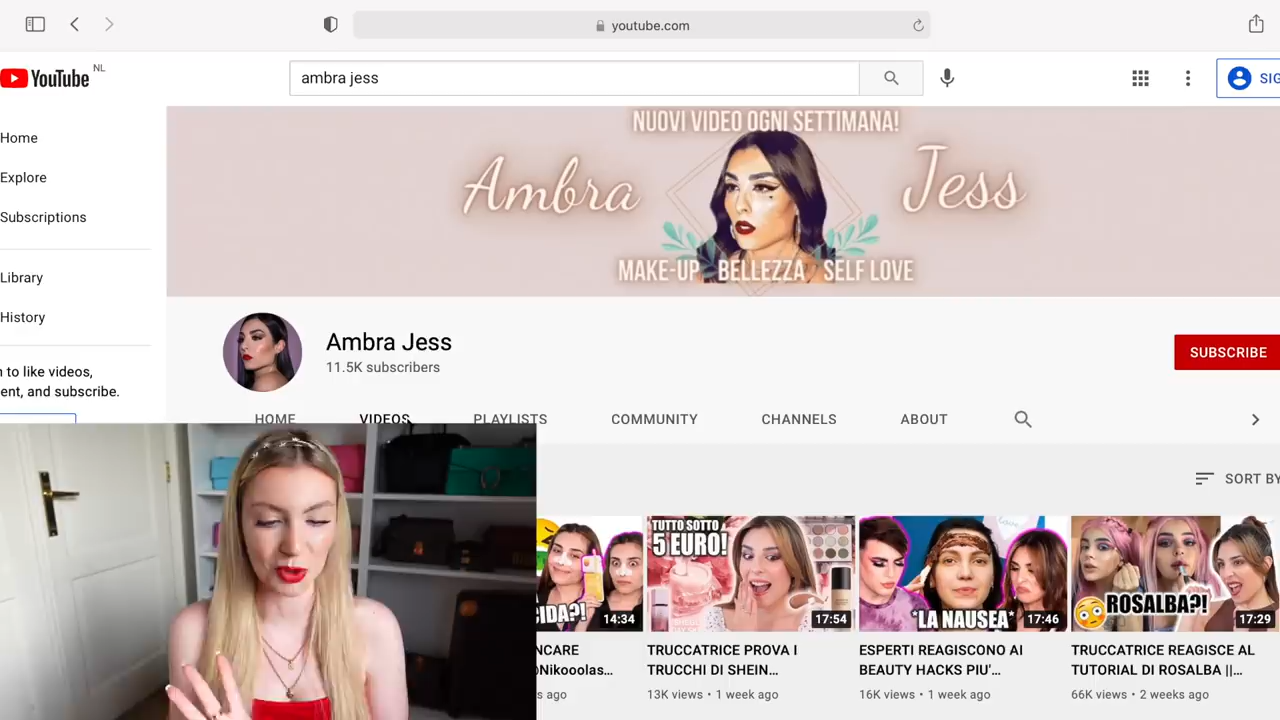 youtube.com
YouTube NL
ambra jess
SIG
Home
Explore
Subscriptions
Library
History
n to like videos,
ent, and subscribe.
NUOVI VIDEO OGNI SETTIMANA!
Ambra Jess
MAKE-UP BELLEZZA SELF LOVE
Ambra Jess
11.5K subscribers
SUBSCRIBE
HOME VIDEOS PLAYLISTS COMMUNITY CHANNELS ABOUT
SORT BY
CIDA?!
14:34
TUTTO SOTTO
5 EURO!
17:54
*LA NAUSEA*
17:46
ROSALBA?!
17:29
NCARE
@Nikooolas...
s ago
TRUCCATRICE PROVA I
TRUCCHI DI SHEIN...
13K views • 1 week ago
ESPERTI REAGISCONO AI
BEAUTY HACKS PIU'...
16K views • 1 week ago
TRUCCATRICE REAGISCE AL
TUTORIAL DI ROSALBA ||...
66K views • 2 weeks ago